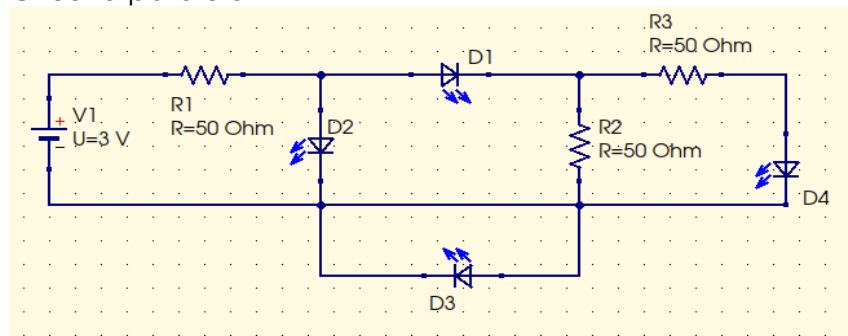 R3
D1
R=50 Ohm
V1
R1
D2
R2
U=3 V
R=50 Ohm
R=50 Ohm
D4
D3